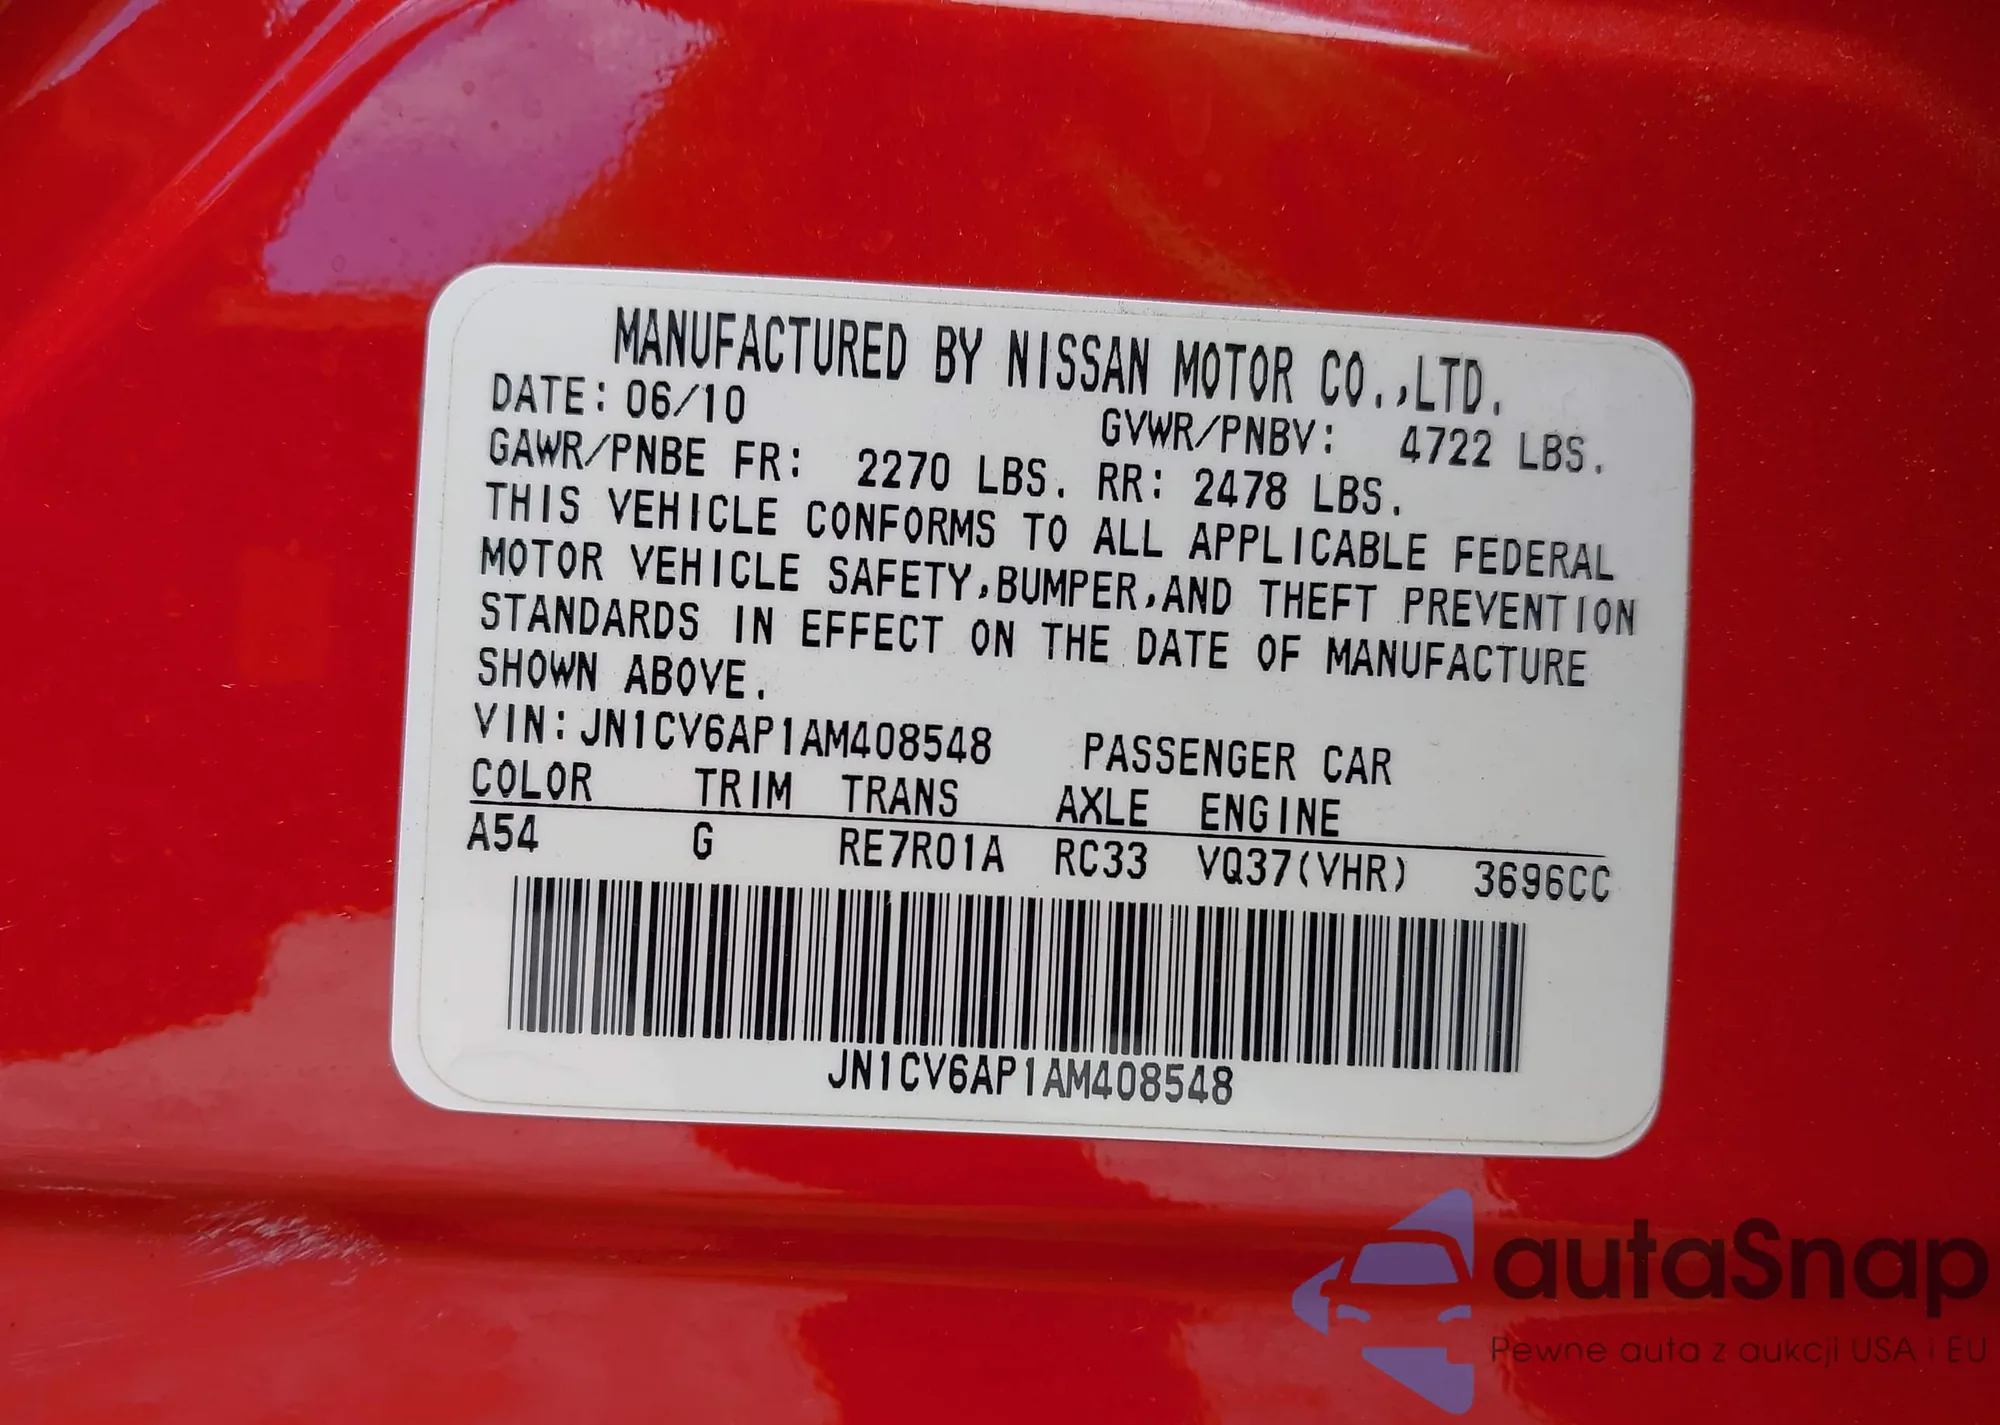 MANUFACTURED BY NISSAN MOTOR CO.,LTD.
DATE: 06/10 GVWR/PNBV: 4722 LBS.
GAWR/PNBE FR: 2270 LBS. RR: 2478 LBS.
THIS VEHICLE CONFORMS TO ALL APPLICABLE FEDERAL
MOTOR VEHICLE SAFETY,BUMPER,AND THEFT PREVENTION
STANDARDS IN EFFECT ON THE DATE OF MANUFACTURE
SHOWN ABOVE.
VIN:JN1CV6AP1AM408548 PASSENGER CAR
COLOR TRIM TRANS AXLE ENGINE
A54 G RE7R01A RC33 VQ37(VHR) 3696CC
JN1CV6AP1AM408548
autaSnap
Pewne auta z aukcji USA i EU